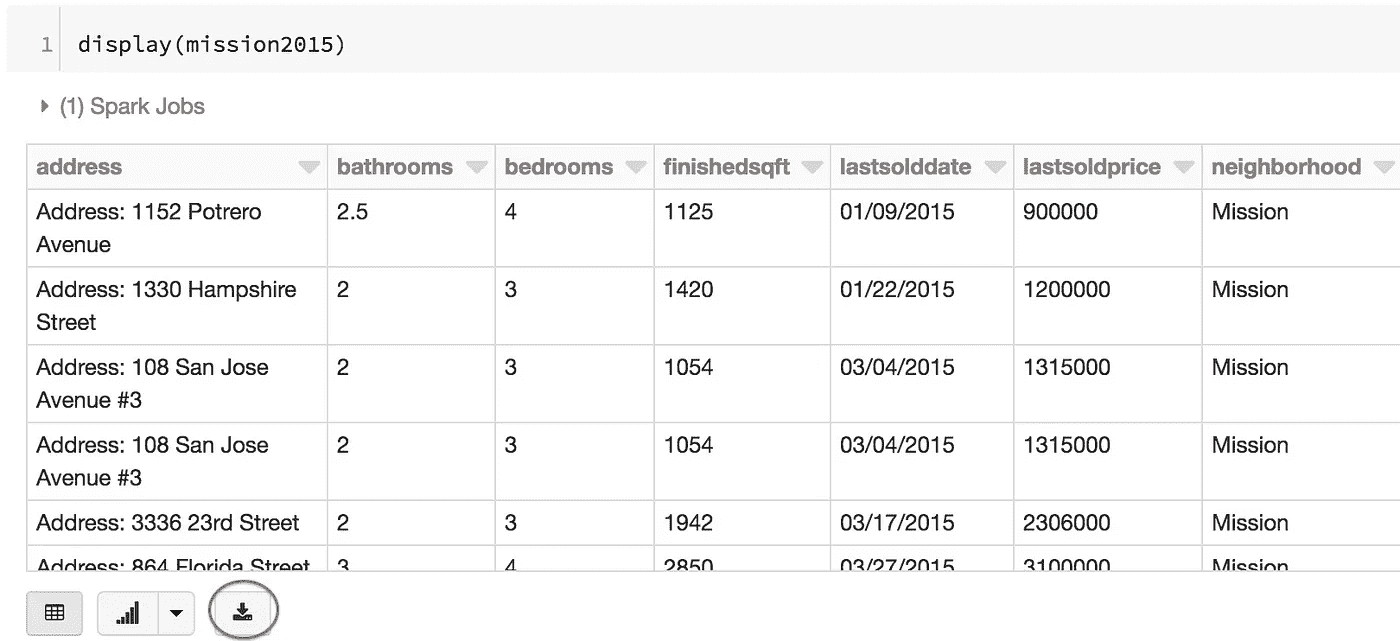 1 display(mission2015)
(1) Spark Jobs
address bathrooms bedrooms finishedsqft lastsolddate lastsoldprice neighborhood
Address: 1152 Potrero 2.5 4 1125 01/09/2015 900000 Mission
Avenue
Address: 1330 Hampshire 2 3 1420 01/22/2015 1200000 Mission
Street
Address: 108 San Jose 2 3 1054 03/04/2015 1315000 Mission
Avenue #3
Address: 108 San Jose 2 3 1054 03/04/2015 1315000 Mission
Avenue #3
Address: 3336 23rd Street 2 3 1942 03/17/2015 2306000 Mission
Address: 864 Florida Street 3 4 2850 03/27/2015 3100000 Mission